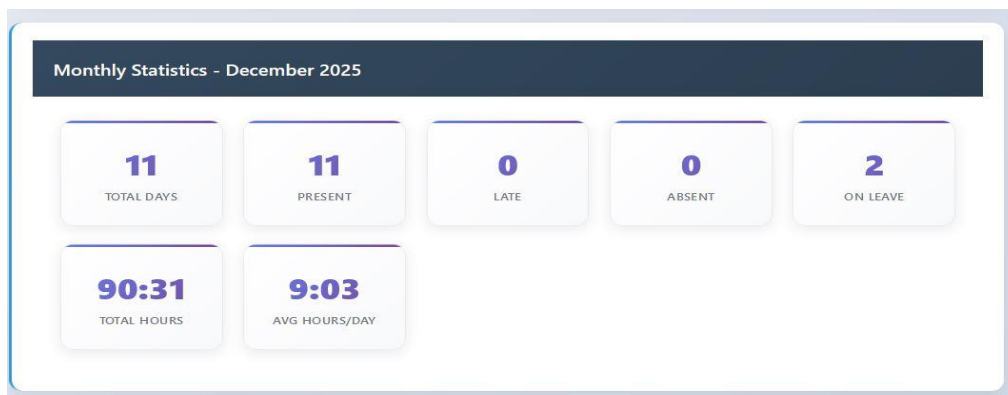 Monthly Statistics - December 2025
11
TOTAL DAYS
11
PRESENT
0
LATE
0
ABSENT
2
ON LEAVE
90:31
TOTAL HOURS
9:03
AVG HOURS/DAY